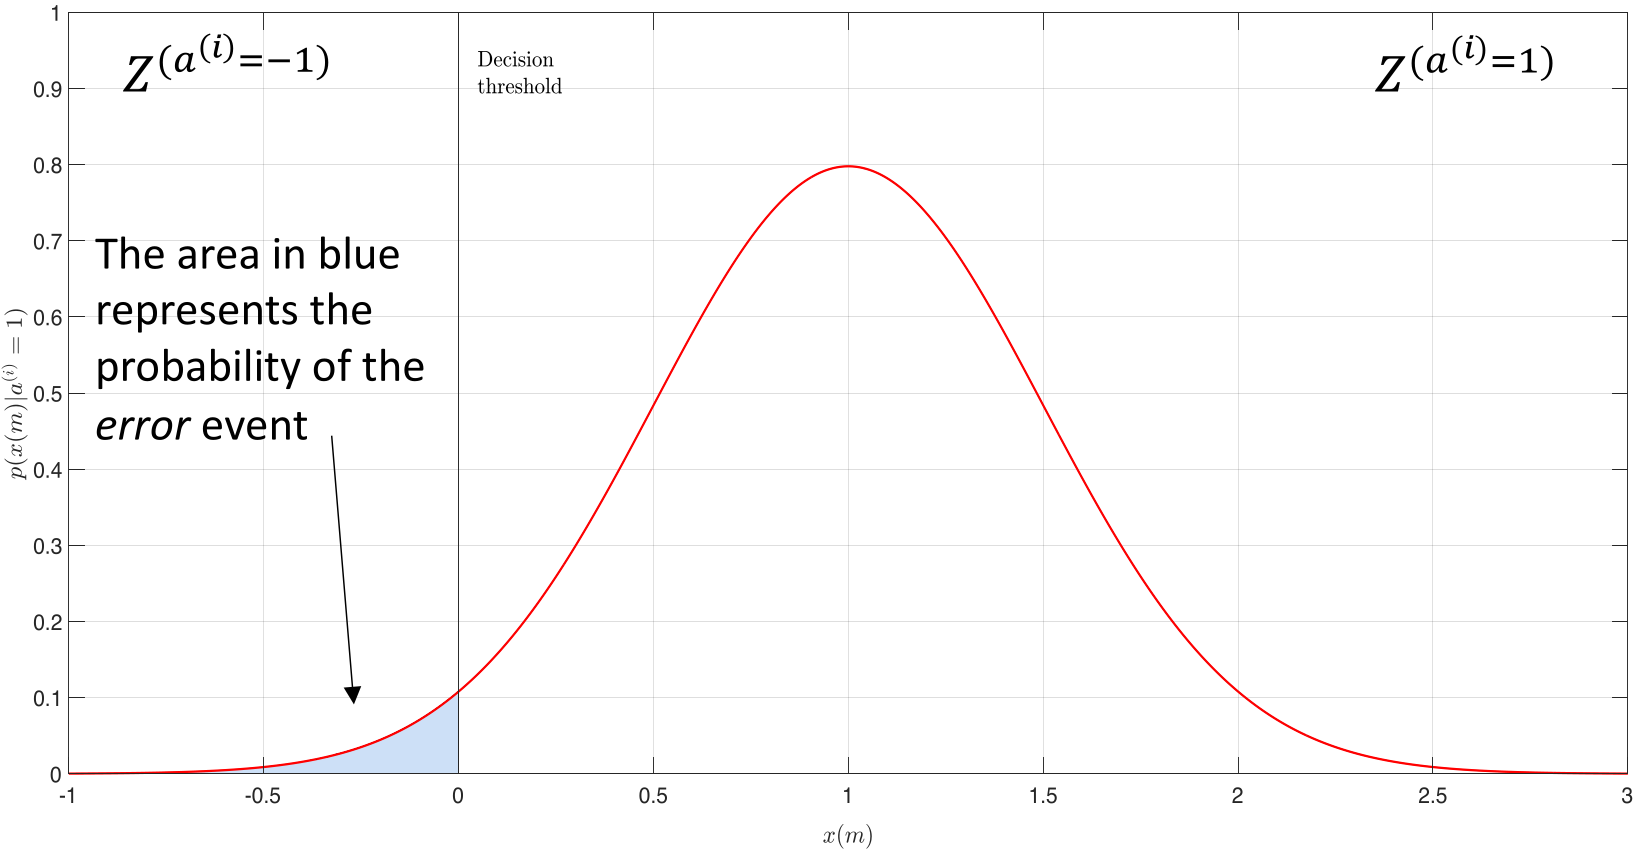 Z^(a^(i)=−1)
Decision
threshold
Z^(a^(i)=1)
The area in blue
represents the
probability of the
error event
p(x(m)|a^(i) = 1)
1
0.9
0.8
0.7
0.6
0.5
0.4
0.3
0.2
0.1
0
-1 -0.5 0 0.5 1 1.5 2 2.5 3
x(m)